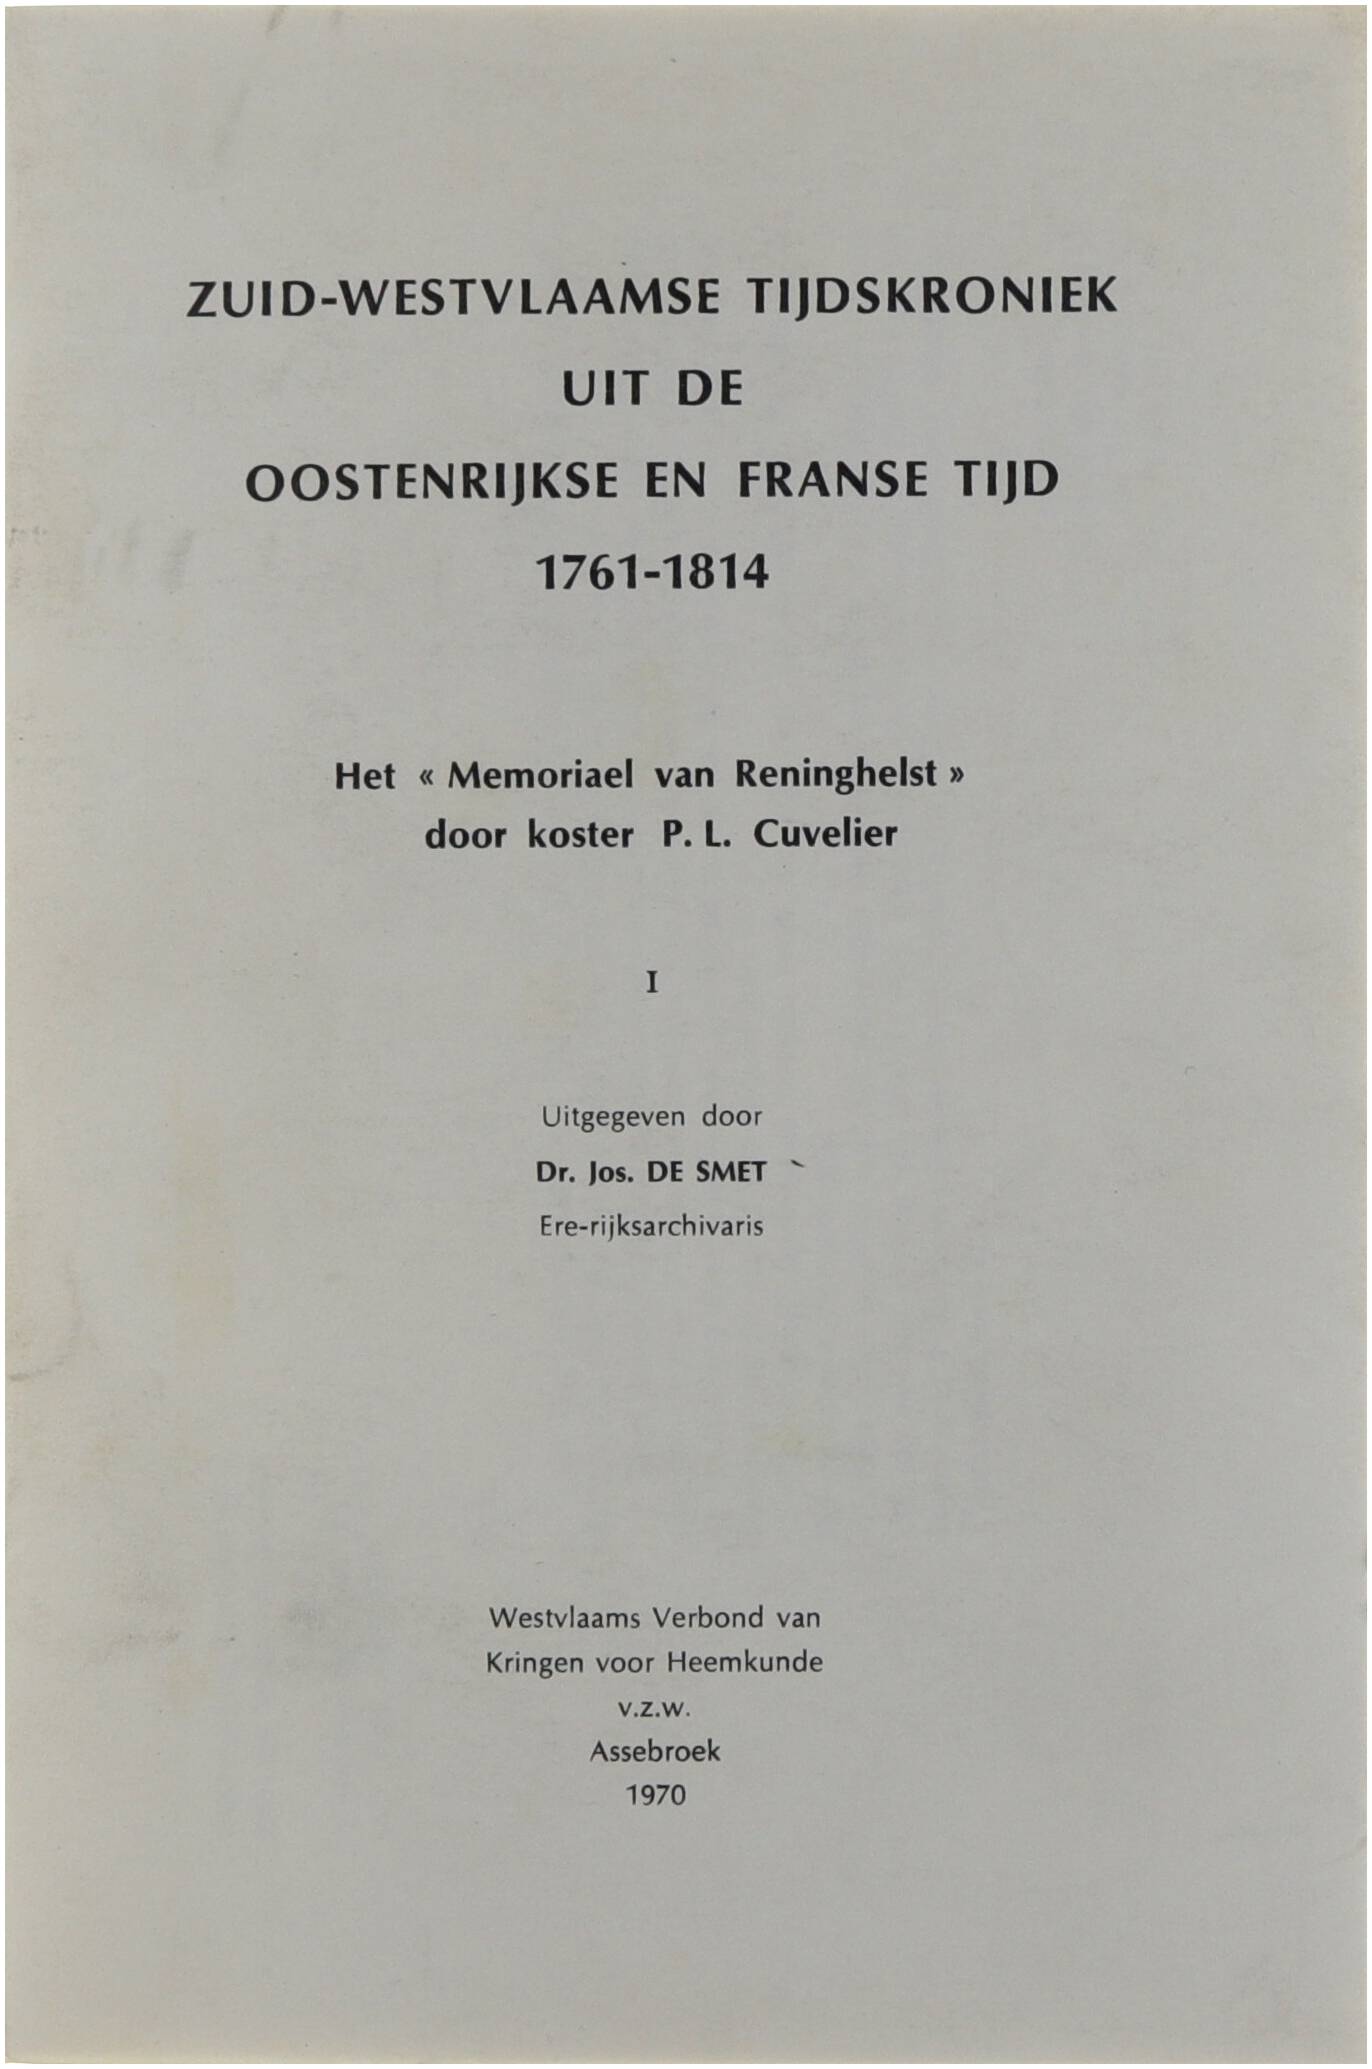 ZUID-WESTVLAAMSE TIJDSKRONIEK
UIT DE
OOSTENRIJKSE EN FRANSE TIJD
1761-1814
Het « Memoriael van Reninghelst »
door koster P. L. Cuvelier
I
Uitgegeven door
Dr. Jos. DE SMET
Ere-rijksarchivaris
Westvlaams Verbond van
Kringen voor Heemkunde
v.z.w.
Assebroek
1970